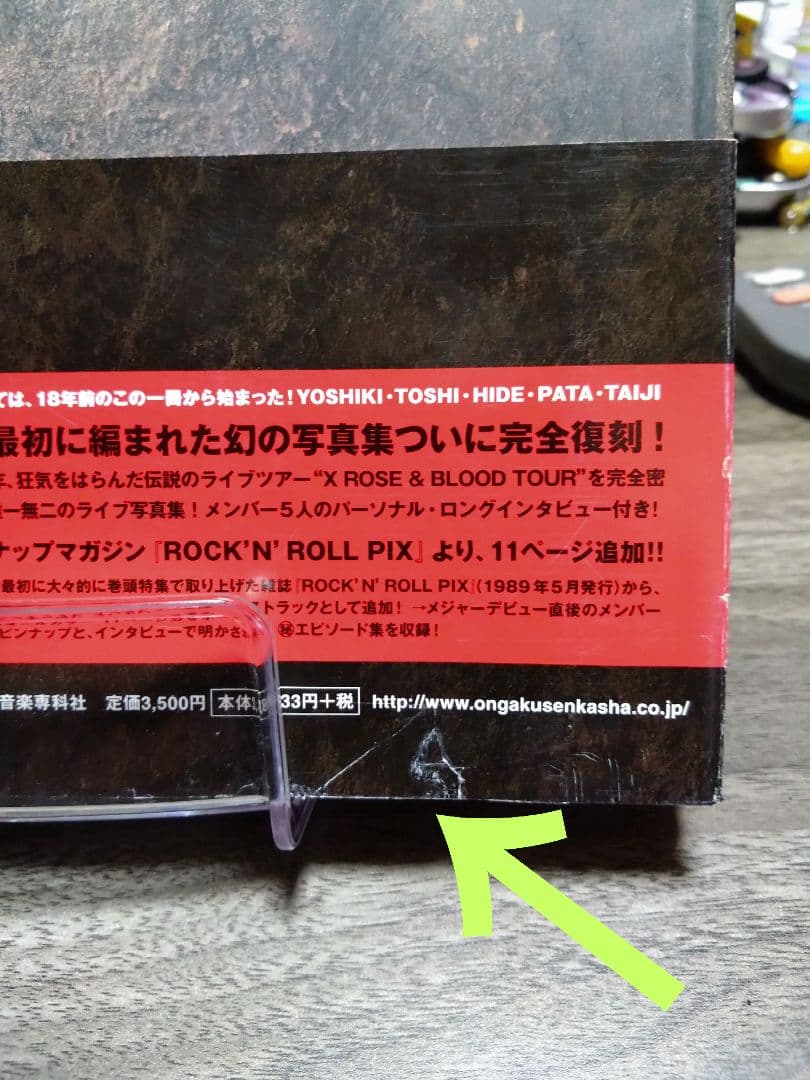 ては、18年前のこの一冊から始まった!YOSHIKI・TOSHI・HIDE・PATA・TAIJI
最初に編まれた幻の写真集ついに完全復刻!
狂気をはらんだ伝説のライブツアー“X ROSE & BLOOD TOUR”を完全密
一無二のライブ写真集!メンバー5人のパーソナル・ロングインタビュー付き!
ナップマガジン『ROCK'N' ROLL PIX』より、11ページ追加!!
最初に大々的に巻頭特集で取り上げた雑誌『ROCK'N' ROLL PIX』(1989年5月発行)から、
トラックとして追加! →メジャーデビュー直後のメンバー
ピンナップと、インタビューで明かさ ㊙エピソード集を収録!
音楽専科社 定価3,500円 本体3, 33円+税 http://www.ongakusenkasha.co.jp/